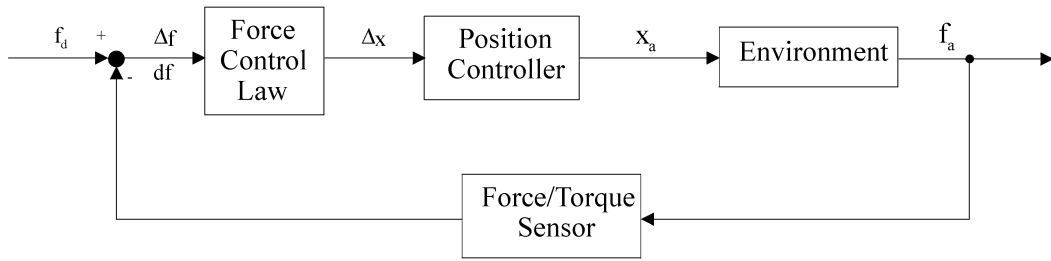 f_d
+
-
Δf
df
Force
Control
Law
Δx
Position
Controller
x_a
Environment
f_a
Force/Torque
Sensor